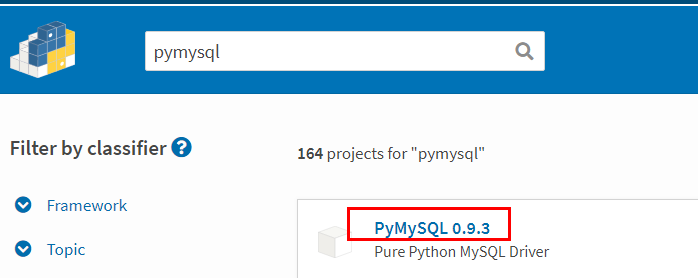 pymysql
Filter by classifier ?
164 projects for "pymysql"
Framework
Topic
PyMySQL 0.9.3
Pure Python MySQL Driver